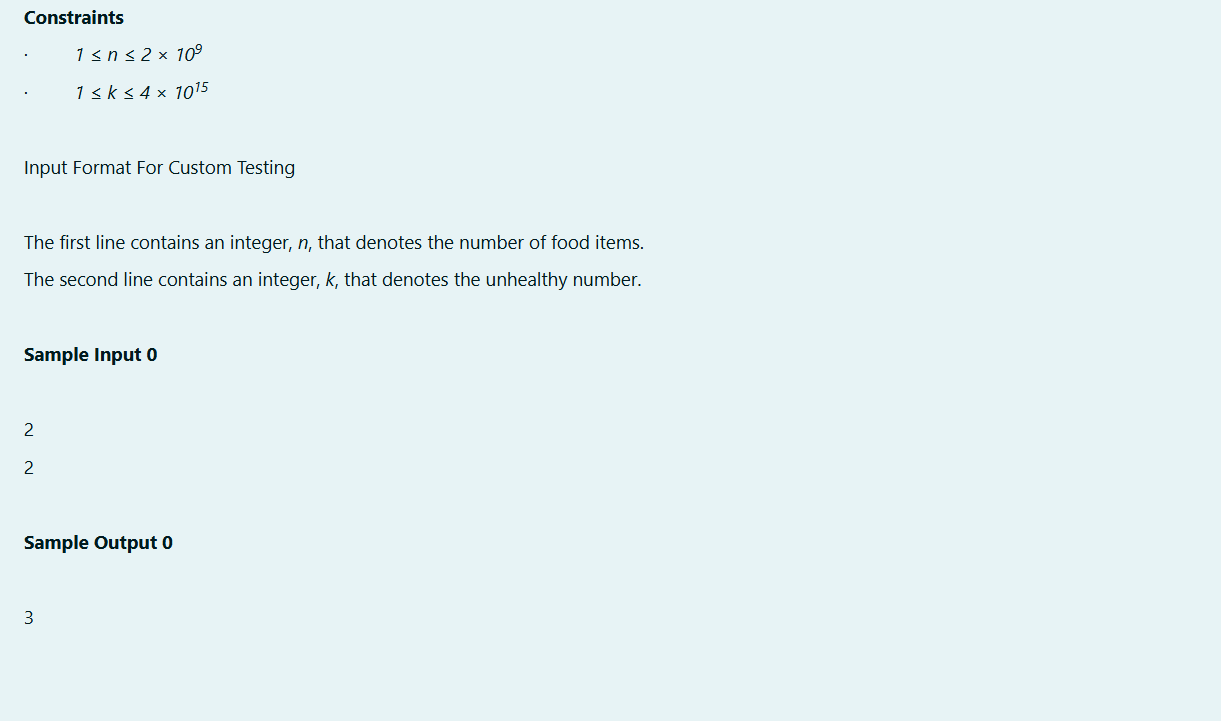 Constraints
· 1 ≤ n ≤ 2 × 10⁹
· 1 ≤ k ≤ 4 × 10¹⁵
Input Format For Custom Testing
The first line contains an integer, n, that denotes the number of food items.
The second line contains an integer, k, that denotes the unhealthy number.
Sample Input 0
2
2
Sample Output 0
3